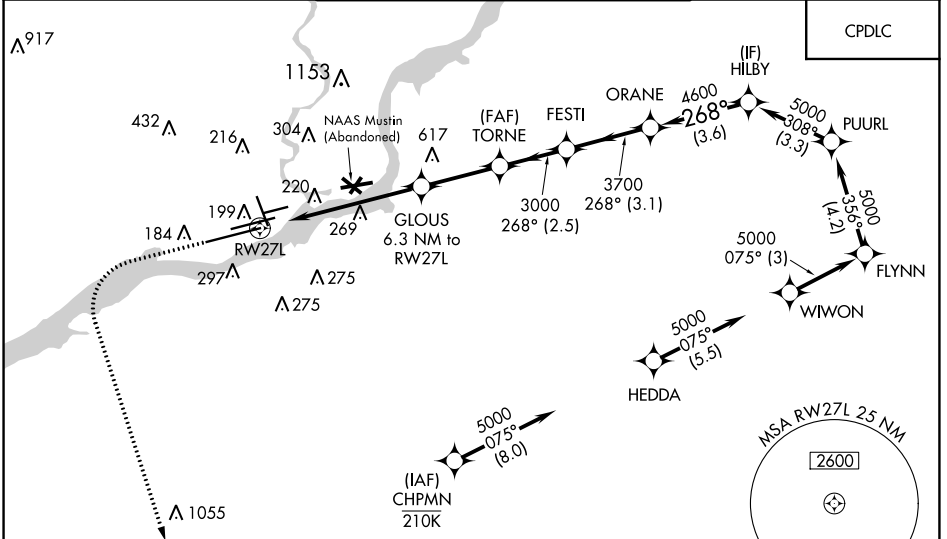 917
CPDLC
(IF)
HILBY
1153
4600
268°
(3.6)
5000
308°
(3.3)
PUURL
ORANE
(FAF)
TORNE
FESTI
NAAS Mustin
(Abandoned)
432
216
304
617
220
199
184
269
RW27L
GLOUS
6.3 NM to
RW27L
3000
268° (2.5)
3700
268° (3.1)
5000
356°
(4.2)
5000
075° (3)
FLYNN
WIWON
297
275
275
5000
075°
(5.5)
HEDDA
5000
075°
(8.0)
(IAF)
CHPMN
210K
MSA RW27L 25 NM
2600
1055